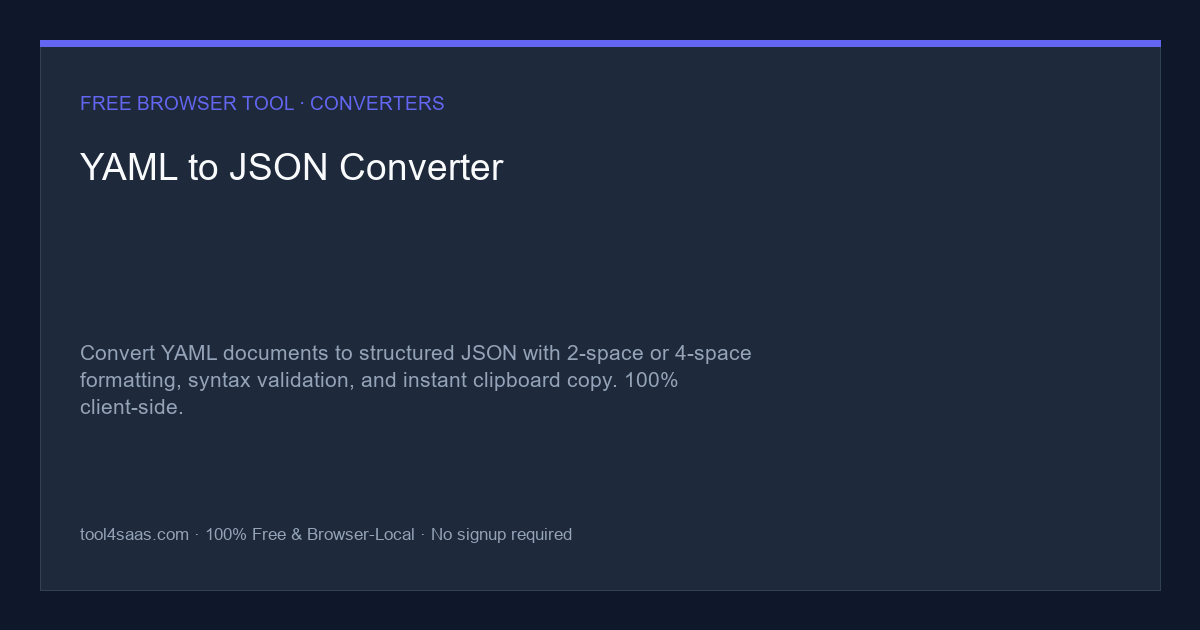 FREE BROWSER TOOL · CONVERTERS
YAML to JSON Converter
Convert YAML documents to structured JSON with 2-space or 4-space
formatting, syntax validation, and instant clipboard copy. 100%
client-side.
tool4saas.com · 100% Free & Browser-Local · No signup required